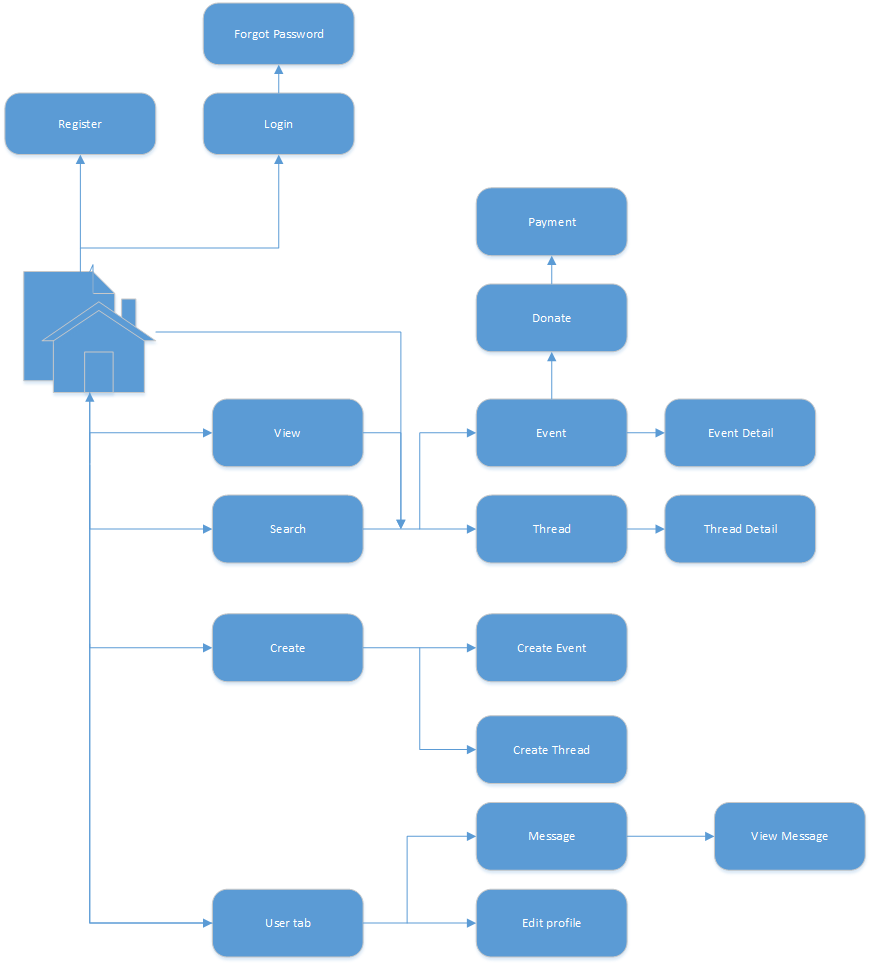 Forgot Password
Register
Login
Payment
Donate
View
Event
Event Detail
Search
Thread
Thread Detail
Create
Create Event
Create Thread
Message
View Message
User tab
Edit profile